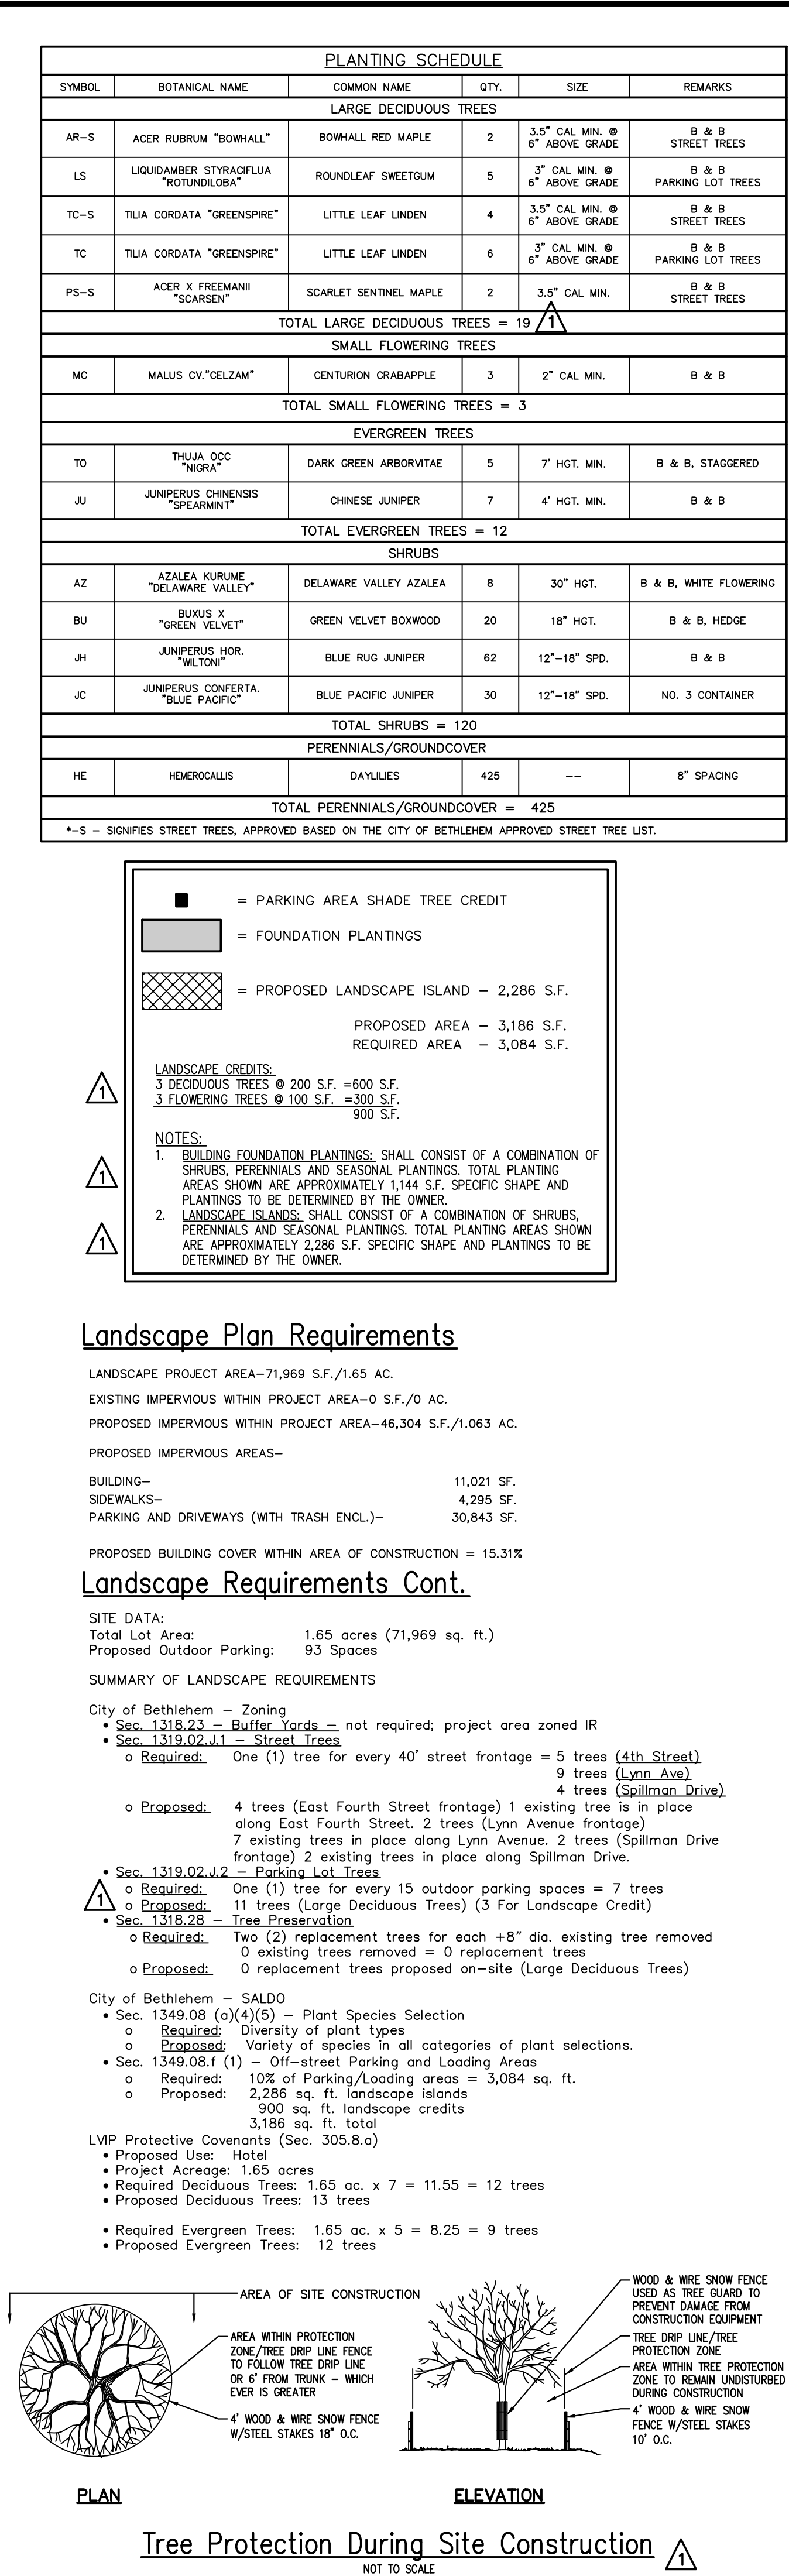 PLANTING SCHEDULE
SYMBOL BOTANICAL NAME COMMON NAME QTY. SIZE REMARKS
LARGE DECIDUOUS TREES
AR-S ACER RUBRUM "BOWHALL" BOWHALL RED MAPLE 2 3.5" CAL MIN. @ 6" ABOVE GRADE B & B STREET TREES
LS LIQUIDAMBER STYRACIFLUA "ROTUNDILOBA" ROUNDLEAF SWEETGUM 5 3" CAL MIN. @ 6" ABOVE GRADE B & B PARKING LOT TREES
TC-S TILIA CORDATA "GREENSPIRE" LITTLE LEAF LINDEN 4 3.5" CAL MIN. @ 6" ABOVE GRADE B & B STREET TREES
TC TILIA CORDATA "GREENSPIRE" LITTLE LEAF LINDEN 6 3" CAL MIN. @ 6" ABOVE GRADE B & B PARKING LOT TREES
PS-S ACER X FREEMANII "SCARSEN" SCARLET SENTINEL MAPLE 2 3.5" CAL MIN. B & B STREET TREES
TOTAL LARGE DECIDUOUS TREES = 19 1
SMALL FLOWERING TREES
MC MALUS CV."CELZAM" CENTURION CRABAPPLE 3 2" CAL MIN. B & B
TOTAL SMALL FLOWERING TREES = 3
EVERGREEN TREES
TO THUJA OCC "NIGRA" DARK GREEN ARBORVITAE 5 7' HGT. MIN. B & B, STAGGERED
JU JUNIPERUS CHINENSIS "SPEARMINT" CHINESE JUNIPER 7 4' HGT. MIN. B & B
TOTAL EVERGREEN TREES = 12
SHRUBS
AZ AZALEA KURUME "DELAWARE VALLEY" DELAWARE VALLEY AZALEA 8 30" HGT. B & B, WHITE FLOWERING
BU BUXUS X "GREEN VELVET" GREEN VELVET BOXWOOD 20 18" HGT. B & B, HEDGE
JH JUNIPERUS HOR. "WILTONI" BLUE RUG JUNIPER 62 12"-18" SPD. B & B
JC JUNIPERUS CONFERTA. "BLUE PACIFIC" BLUE PACIFIC JUNIPER 30 12"-18" SPD. NO. 3 CONTAINER
TOTAL SHRUBS = 120
PERENNIALS/GROUNDCOVER
HE HEMEROCALLIS DAYLILIES 425 -- 8" SPACING
TOTAL PERENNIALS/GROUNDCOVER = 425
*-S - SIGNIFIES STREET TREES, APPROVED BASED ON THE CITY OF BETHLEHEM APPROVED STREET TREE LIST.
= PARKING AREA SHADE TREE CREDIT
= FOUNDATION PLANTINGS
= PROPOSED LANDSCAPE ISLAND - 2,286 S.F.
PROPOSED AREA - 3,186 S.F.
REQUIRED AREA - 3,084 S.F.
LANDSCAPE CREDITS:
1 3 DECIDUOUS TREES @ 200 S.F. =600 S.F.
3 FLOWERING TREES @ 100 S.F. =300 S.F.
900 S.F.
NOTES:
1. BUILDING FOUNDATION PLANTINGS: SHALL CONSIST OF A COMBINATION OF
1 SHRUBS, PERENNIALS AND SEASONAL PLANTINGS. TOTAL PLANTING
AREAS SHOWN ARE APPROXIMATELY 1,144 S.F. SPECIFIC SHAPE AND
PLANTINGS TO BE DETERMINED BY THE OWNER.
2. LANDSCAPE ISLANDS: SHALL CONSIST OF A COMBINATION OF SHRUBS,
1 PERENNIALS AND SEASONAL PLANTINGS. TOTAL PLANTING AREAS SHOWN
ARE APPROXIMATELY 2,286 S.F. SPECIFIC SHAPE AND PLANTINGS TO BE
DETERMINED BY THE OWNER.
Landscape Plan Requirements
LANDSCAPE PROJECT AREA-71,969 S.F./1.65 AC.
EXISTING IMPERVIOUS WITHIN PROJECT AREA-0 S.F./0 AC.
PROPOSED IMPERVIOUS WITHIN PROJECT AREA-46,304 S.F./1.063 AC.
PROPOSED IMPERVIOUS AREAS-
BUILDING- 11,021 SF.
SIDEWALKS- 4,295 SF.
PARKING AND DRIVEWAYS (WITH TRASH ENCL.)- 30,843 SF.
PROPOSED BUILDING COVER WITHIN AREA OF CONSTRUCTION = 15.31%
Landscape Requirements Cont.
SITE DATA:
Total Lot Area: 1.65 acres (71,969 sq. ft.)
Proposed Outdoor Parking: 93 Spaces
SUMMARY OF LANDSCAPE REQUIREMENTS
City of Bethlehem - Zoning
• Sec. 1318.23 - Buffer Yards - not required; project area zoned IR
• Sec. 1319.02.J.1 - Street Trees
o Required: One (1) tree for every 40' street frontage = 5 trees (4th Street)
9 trees (Lynn Ave)
4 trees (Spillman Drive)
o Proposed: 4 trees (East Fourth Street frontage) 1 existing tree is in place
along East Fourth Street. 2 trees (Lynn Avenue frontage)
7 existing trees in place along Lynn Avenue. 2 trees (Spillman Drive
frontage) 2 existing trees in place along Spillman Drive.
• Sec. 1319.02.J.2 - Parking Lot Trees
1 o Required: One (1) tree for every 15 outdoor parking spaces = 7 trees
o Proposed: 11 trees (Large Deciduous Trees) (3 For Landscape Credit)
• Sec. 1318.28 - Tree Preservation
o Required: Two (2) replacement trees for each +8" dia. existing tree removed
0 existing trees removed = 0 replacement trees
o Proposed: 0 replacement trees proposed on-site (Large Deciduous Trees)
City of Bethlehem - SALDO
• Sec. 1349.08 (a)(4)(5) - Plant Species Selection
o Required: Diversity of plant types
o Proposed: Variety of species in all categories of plant selections.
• Sec. 1349.08.f (1) - Off-street Parking and Loading Areas
o Required: 10% of Parking/Loading areas = 3,084 sq. ft.
o Proposed: 2,286 sq. ft. landscape islands
900 sq. ft. landscape credits
3,186 sq. ft. total
LVIP Protective Covenants (Sec. 305.8.a)
• Proposed Use: Hotel
• Project Acreage: 1.65 acres
• Required Deciduous Trees: 1.65 ac. x 7 = 11.55 = 12 trees
• Proposed Deciduous Trees: 13 trees
• Required Evergreen Trees: 1.65 ac. x 5 = 8.25 = 9 trees
• Proposed Evergreen Trees: 12 trees
AREA OF SITE CONSTRUCTION
AREA WITHIN PROTECTION
ZONE/TREE DRIP LINE FENCE
TO FOLLOW TREE DRIP LINE
OR 6' FROM TRUNK - WHICH
EVER IS GREATER
4' WOOD & WIRE SNOW FENCE
W/STEEL STAKES 18" O.C.
PLAN
WOOD & WIRE SNOW FENCE
USED AS TREE GUARD TO
PREVENT DAMAGE FROM
CONSTRUCTION EQUIPMENT
TREE DRIP LINE/TREE
PROTECTION ZONE
AREA WITHIN TREE PROTECTION
ZONE TO REMAIN UNDISTURBED
DURING CONSTRUCTION
4' WOOD & WIRE SNOW
FENCE W/STEEL STAKES
10' O.C.
ELEVATION
Tree Protection During Site Construction 1
NOT TO SCALE